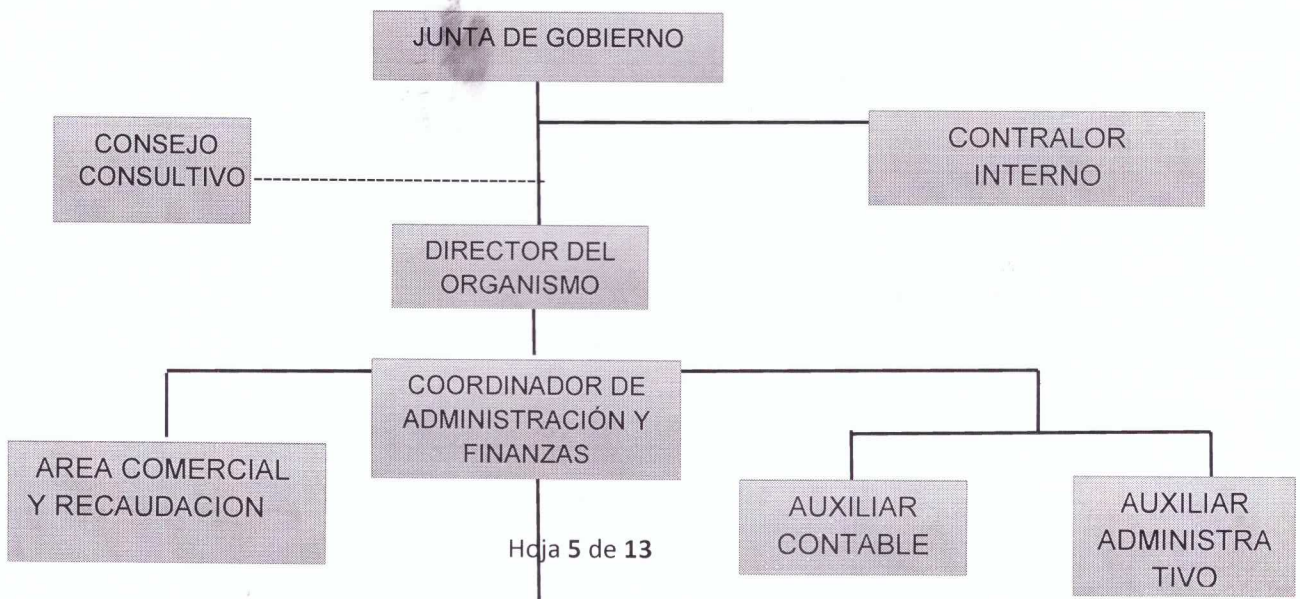 JUNTA DE GOBIERNO
CONSEJO
CONSULTIVO
CONTRALOR
INTERNO
DIRECTOR DEL
ORGANISMO
COORDINADOR DE
ADMINISTRACIÓN Y
FINANZAS
AREA COMERCIAL
Y RECAUDACION
AUXILIAR
CONTABLE
AUXILIAR
ADMINISTRA
TIVO
Hoja 5 de 13